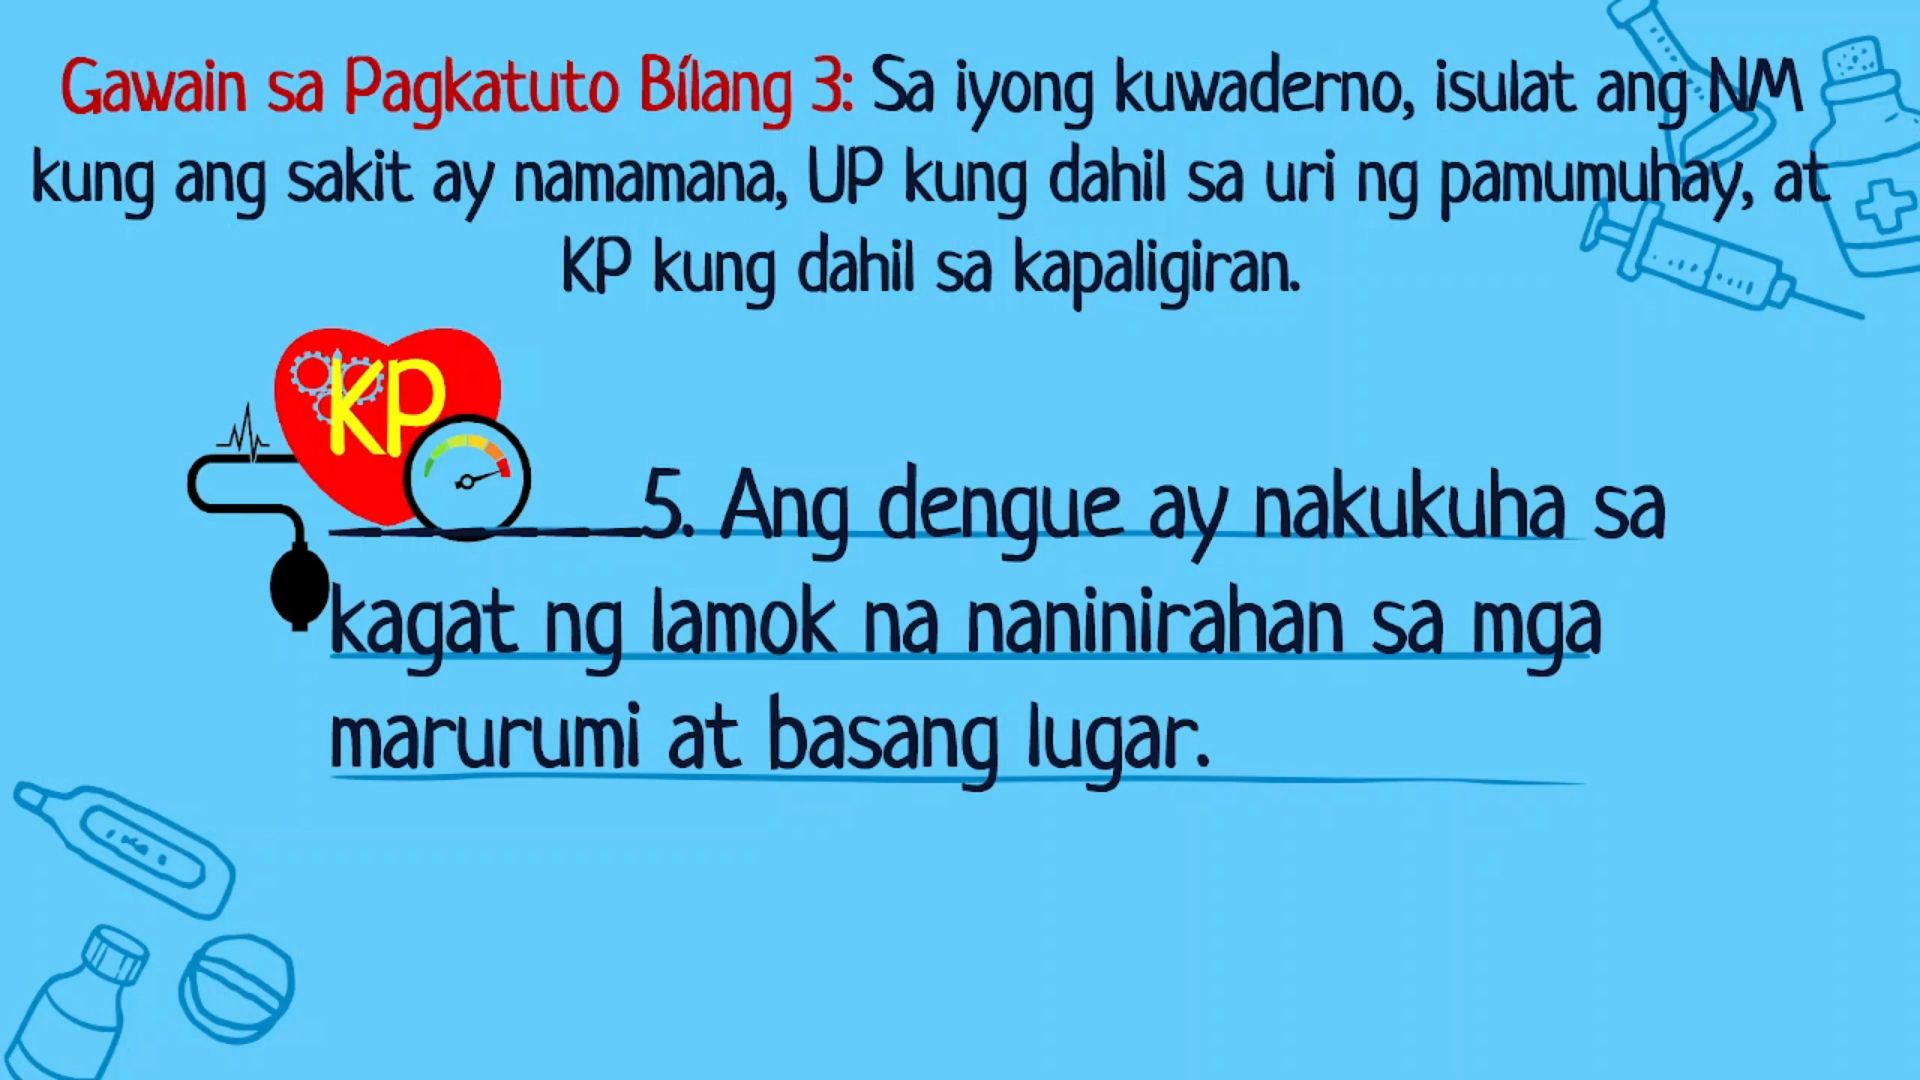 Gawain sa Pagkatuto Bílang 3: Sa iyong kuwaderno, isulat ang NM
kung ang sakit ay namamana, UP kung dahil sa uri ng pamumuhay, at
KP kung dahil sa kapaligiran.
KP
______5. Ang dengue ay nakukuha sa
kagat ng lamok na naninirahan sa mga
marurumi at basang lugar.